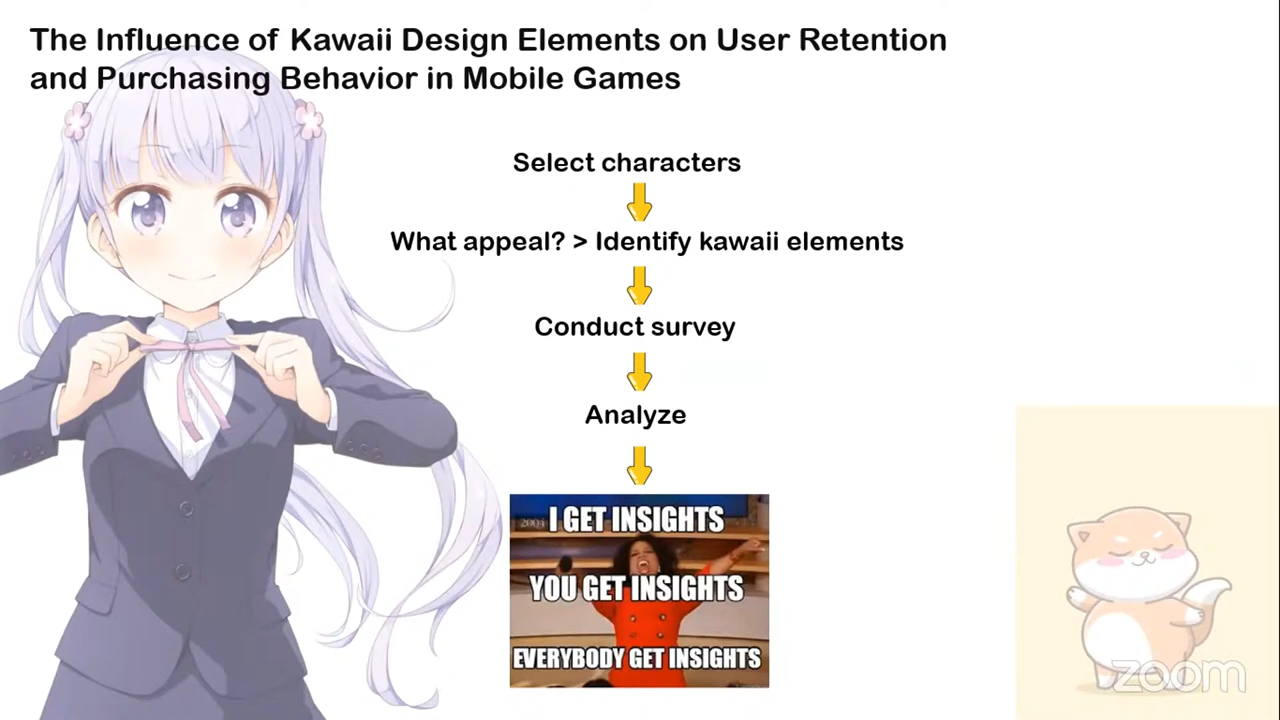 The Influence of Kawaii Design Elements on User Retention
and Purchasing Behavior in Mobile Games
Select characters
What appeal? > Identify kawaii elements
Conduct survey
Analyze
2004
I GET INSIGHTS
YOU GET INSIGHTS
EVERYBODY GET INSIGHTS
zoom